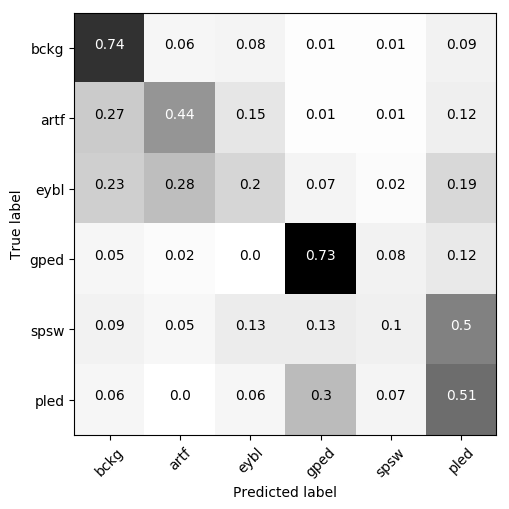 bckg 0.74 0.06 0.08 0.01 0.01 0.09
artf 0.27 0.44 0.15 0.01 0.01 0.12
eybl 0.23 0.28 0.2 0.07 0.02 0.19
gped 0.05 0.02 0.0 0.73 0.08 0.12
spsw 0.09 0.05 0.13 0.13 0.1 0.5
pled 0.06 0.0 0.06 0.3 0.07 0.51
True label
bckg artf eybl gped spsw pled
Predicted label